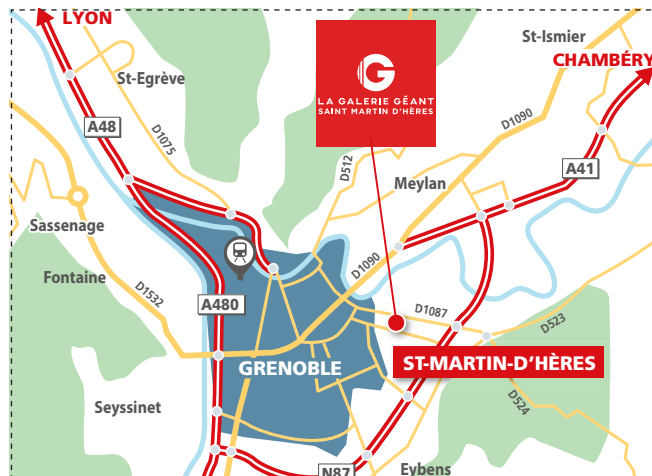 LYON
St-Ismier
CHAMBÉRY
St-Egrève
LA GALERIE GÉANT
SAINT MARTIN D'HÈRES
A48
D1075
D512
D1090
A41
Meylan
Sassenage
Fontaine
D1532
A480
D1090
D1087
D523
GRENOBLE
ST-MARTIN-D'HÈRES
D524
Seyssinet
N87
Eybens